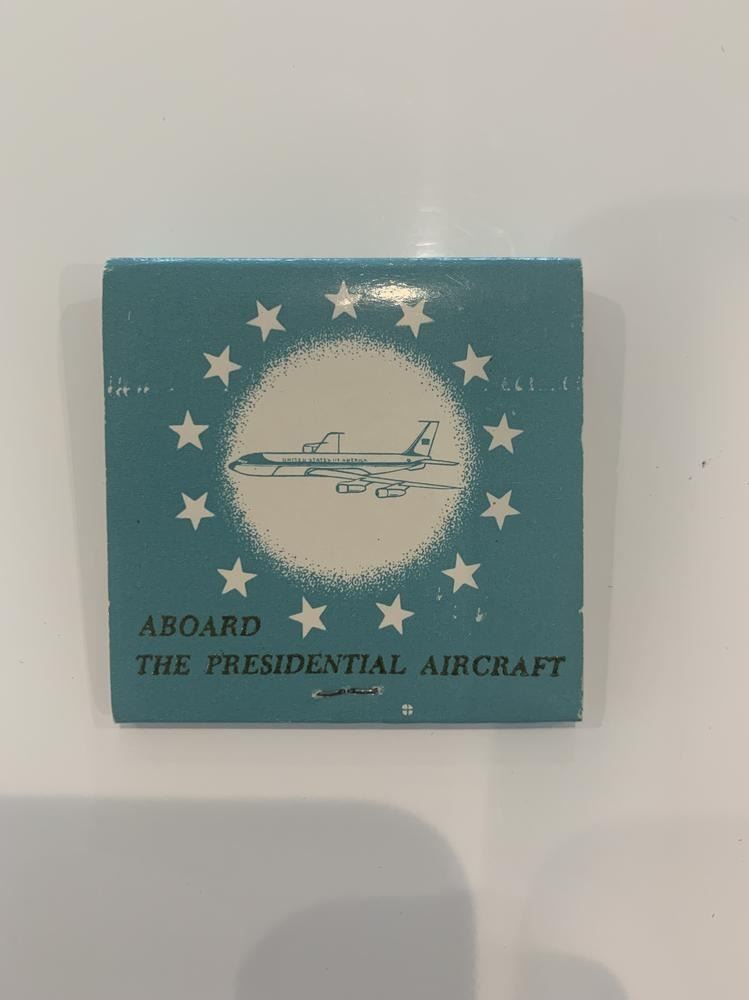 UNITED STATES OF AMERICA
ABOARD
THE PRESIDENTIAL AIRCRAFT